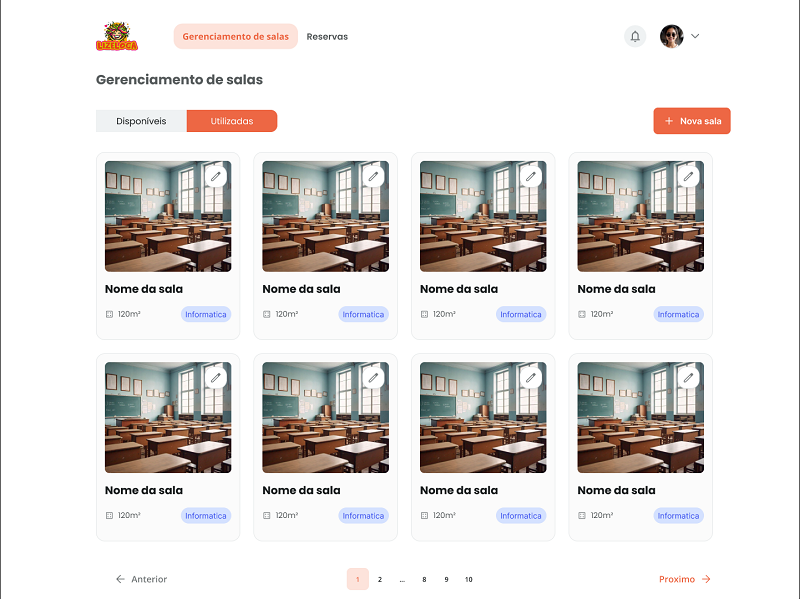 LIZELOCA
Gerenciamento de salas
Reservas
Gerenciamento de salas
Disponíveis
Utilizadas
+ Nova sala
Nome da sala
120m²
Informatica
Nome da sala
120m²
Informatica
Nome da sala
120m²
Informatica
Nome da sala
120m²
Informatica
Nome da sala
120m²
Informatica
Nome da sala
120m²
Informatica
Nome da sala
120m²
Informatica
Nome da sala
120m²
Informatica
← Anterior
1 2 ... 8 9 10
Proximo →